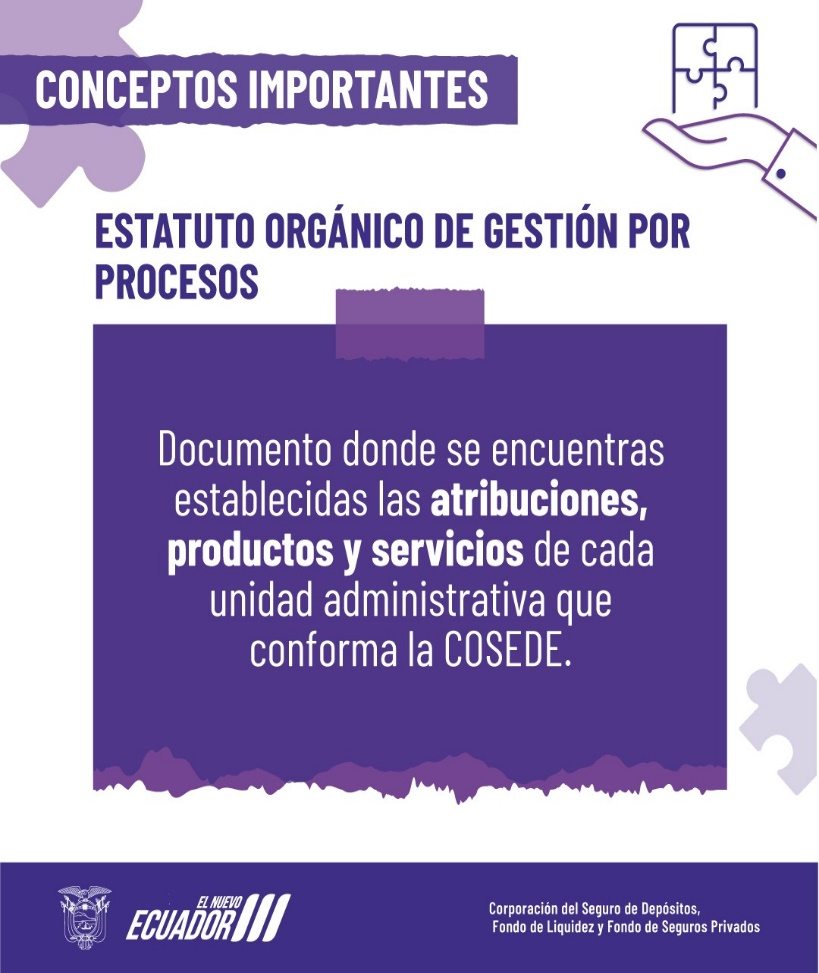 CONCEPTOS IMPORTANTES
ESTATUTO ORGÁNICO DE GESTIÓN POR
PROCESOS
Documento donde se encuentras
establecidas las atribuciones,
productos y servicios de cada
unidad administrativa que
conforma la COSEDE.
EL NUEVO
ECUADOR
Corporación del Seguro de Depósitos,
Fondo de Liquidez y Fondo de Seguros Privados